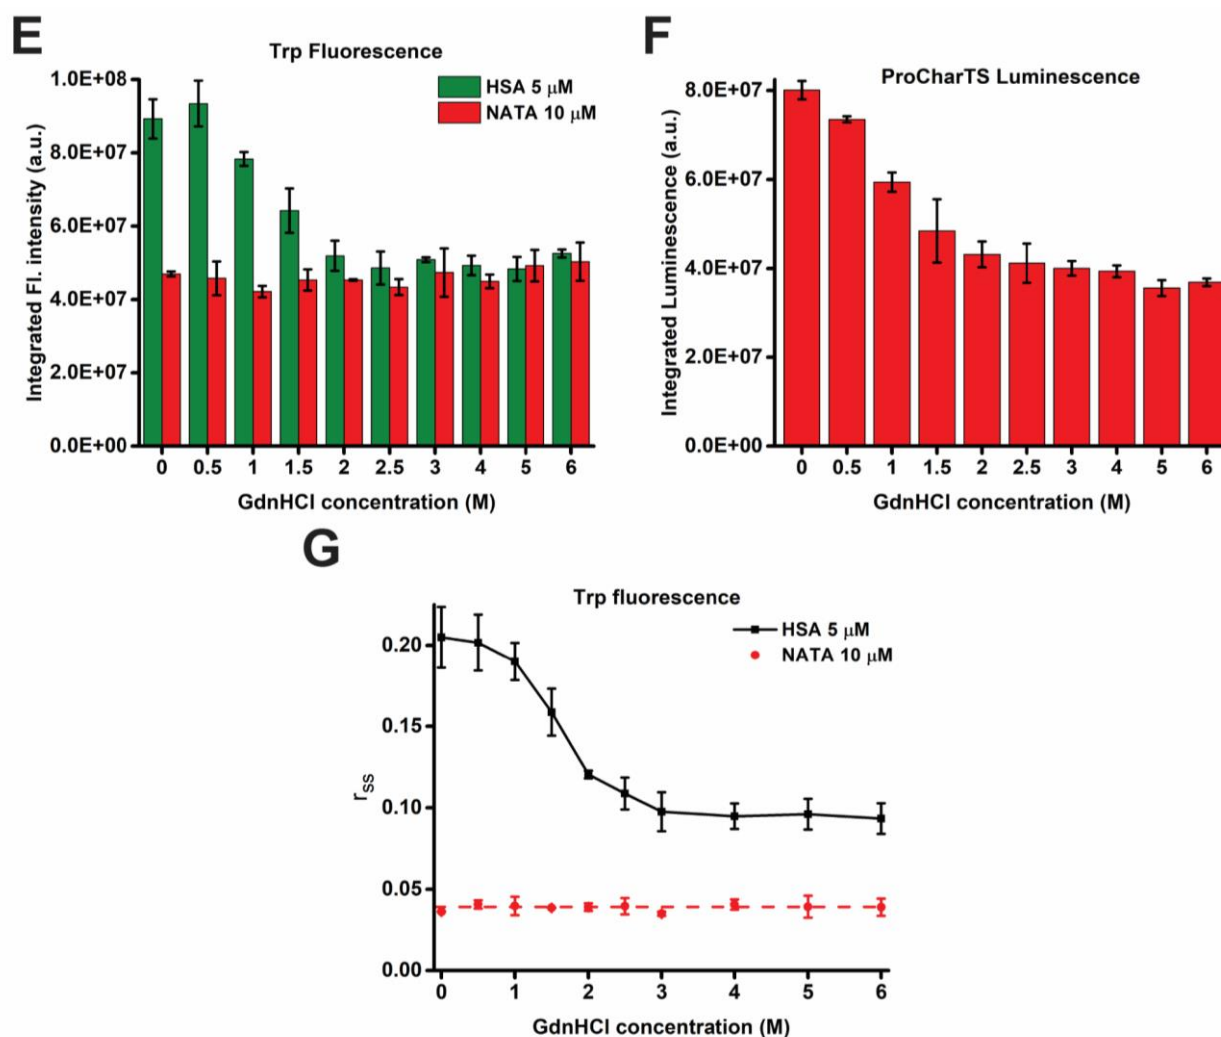 E
Trp Fluorescence
HSA 5 μM
NATA 10 μM
Integrated Fl. intensity (a.u.)
1.0E+08
8.0E+07
6.0E+07
4.0E+07
2.0E+07
0.0E+00
0 0.5 1 1.5 2 2.5 3 4 5 6
GdnHCl concentration (M)
F
ProCharTS Luminescence
Integrated Luminescence (a.u.)
8.0E+07
6.0E+07
4.0E+07
2.0E+07
0.0E+00
0 0.5 1 1.5 2 2.5 3 4 5 6
GdnHCl concentration (M)
G
Trp fluorescence
HSA 5 μM
NATA 10 μM
rss
0.20
0.15
0.10
0.05
0.00
0 1 2 3 4 5 6
GdnHCl concentration (M)